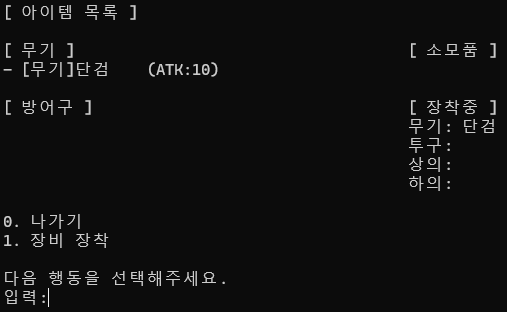 [ 아이템 목록 ]
[ 무기 ] [ 소모품 ]
- [무기]단검 (ATK:10)
[ 방어구 ] [ 장착중 ]
무기: 단검
투구:
상의:
하의:
0. 나가기
1. 장비 장착
다음 행동을 선택해주세요.
입력: